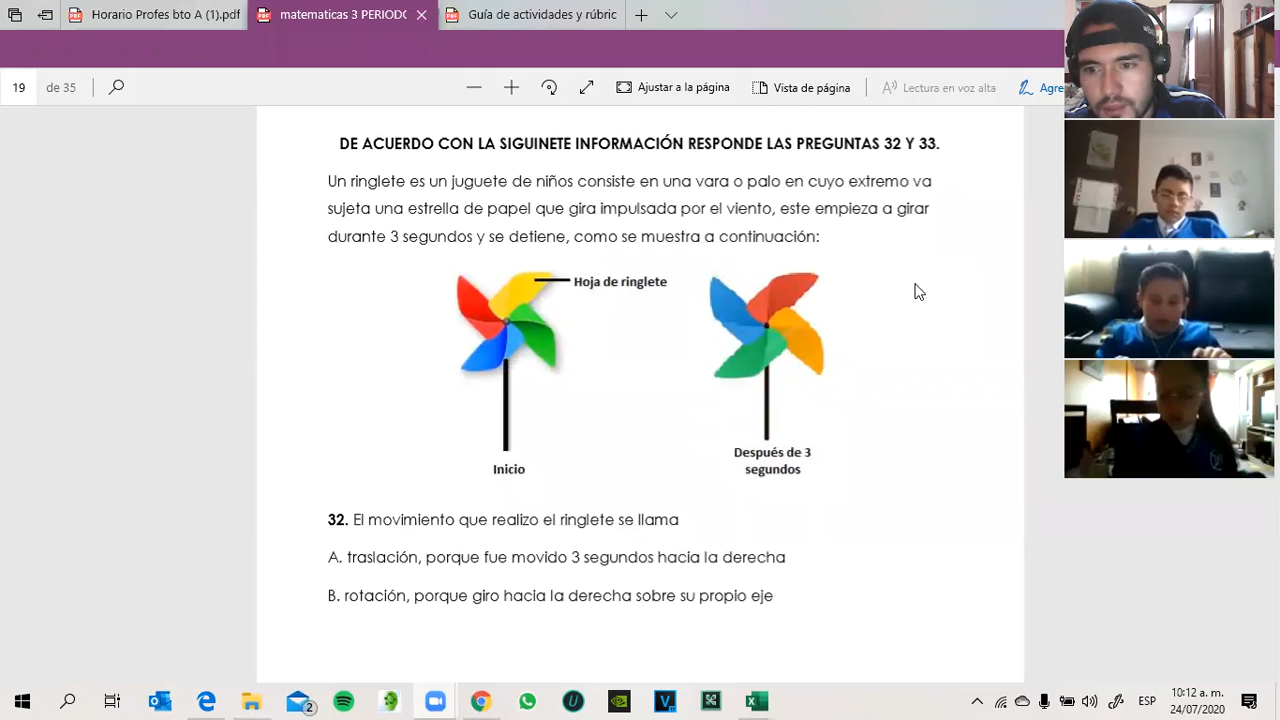 Horario Profes bto A (1).pdf
matematicas 3 PERIODO
Guía de actividades y rúbric
19 de 35
Ajustar a la página
Vista de página
Lectura en voz alta
Agre
DE ACUERDO CON LA SIGUINETE INFORMACIÓN RESPONDE LAS PREGUNTAS 32 Y 33.
Un ringlete es un juguete de niños consiste en una vara o palo en cuyo extremo va
sujeta una estrella de papel que gira impulsada por el viento, este empieza a girar
durante 3 segundos y se detiene, como se muestra a continuación:
Hoja de ringlete
Inicio
Después de 3
segundos
32. El movimiento que realizo el ringlete se llama
A. traslación, porque fue movido 3 segundos hacia la derecha
B. rotación, porque giro hacia la derecha sobre su propio eje
2
ESP
10:12 a. m.
24/07/2020